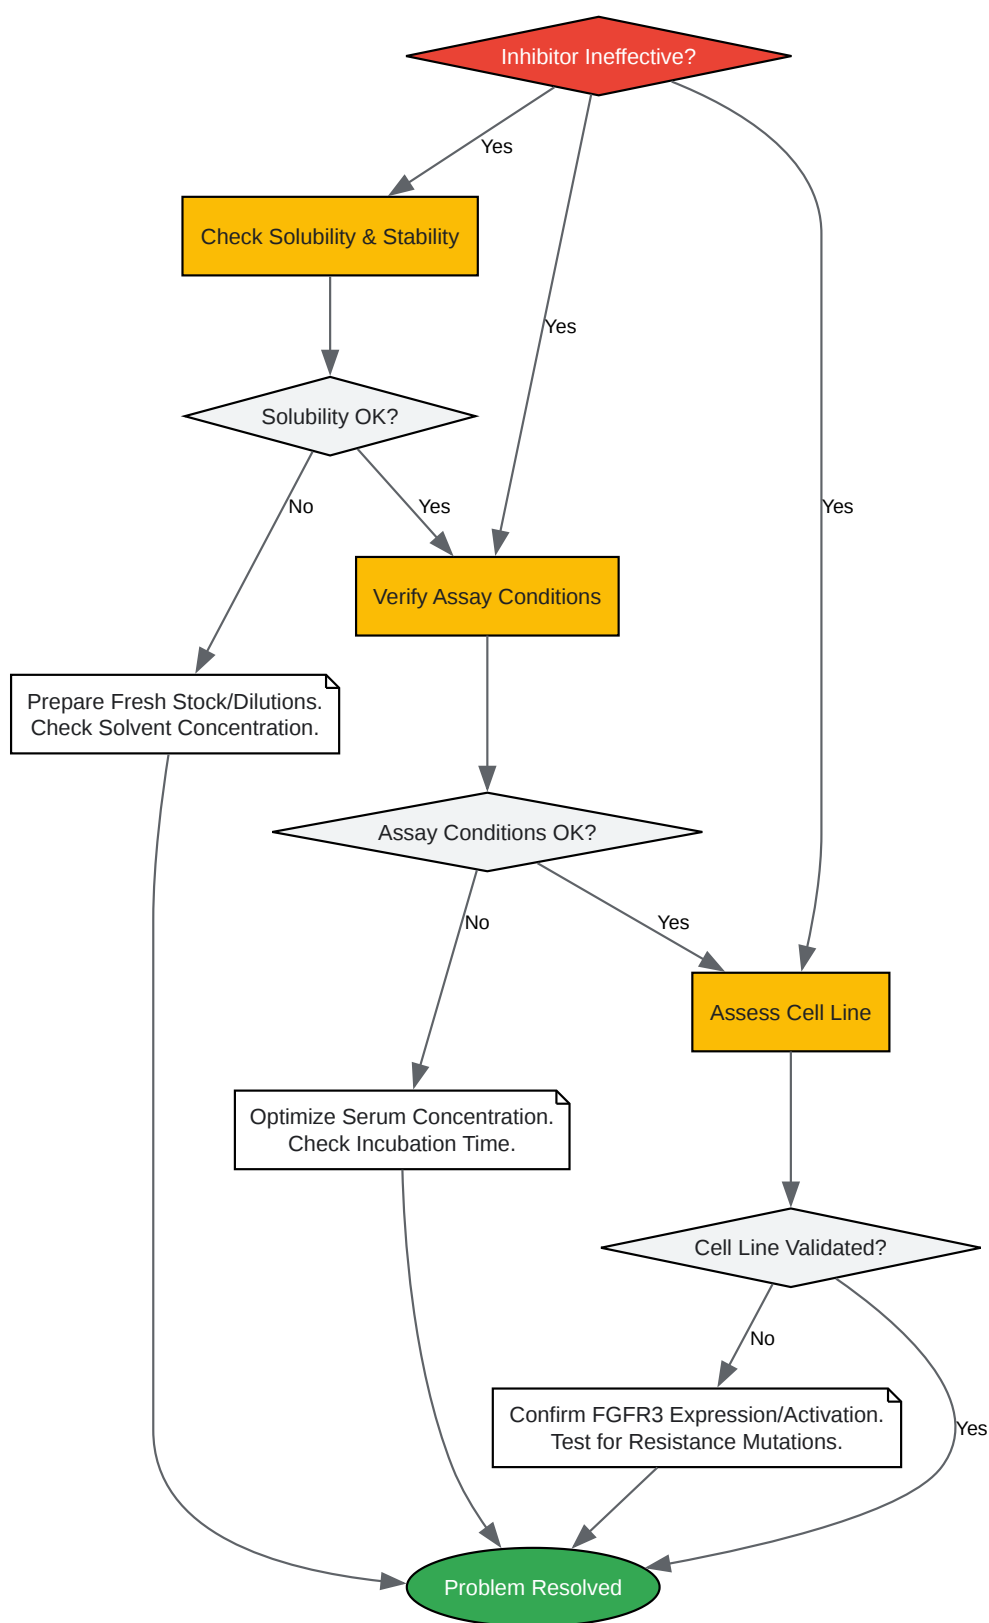 Inhibitor Ineffective?
Yes
Check Solubility & Stability
Yes
Solubility OK?
No
Yes
Yes
Verify Assay Conditions
Prepare Fresh Stock/Dilutions.
Check Solvent Concentration.
Assay Conditions OK?
No
Yes
Assess Cell Line
Optimize Serum Concentration.
Check Incubation Time.
Cell Line Validated?
No
Confirm FGFR3 Expression/Activation.
Test for Resistance Mutations.
Yes
Problem Resolved